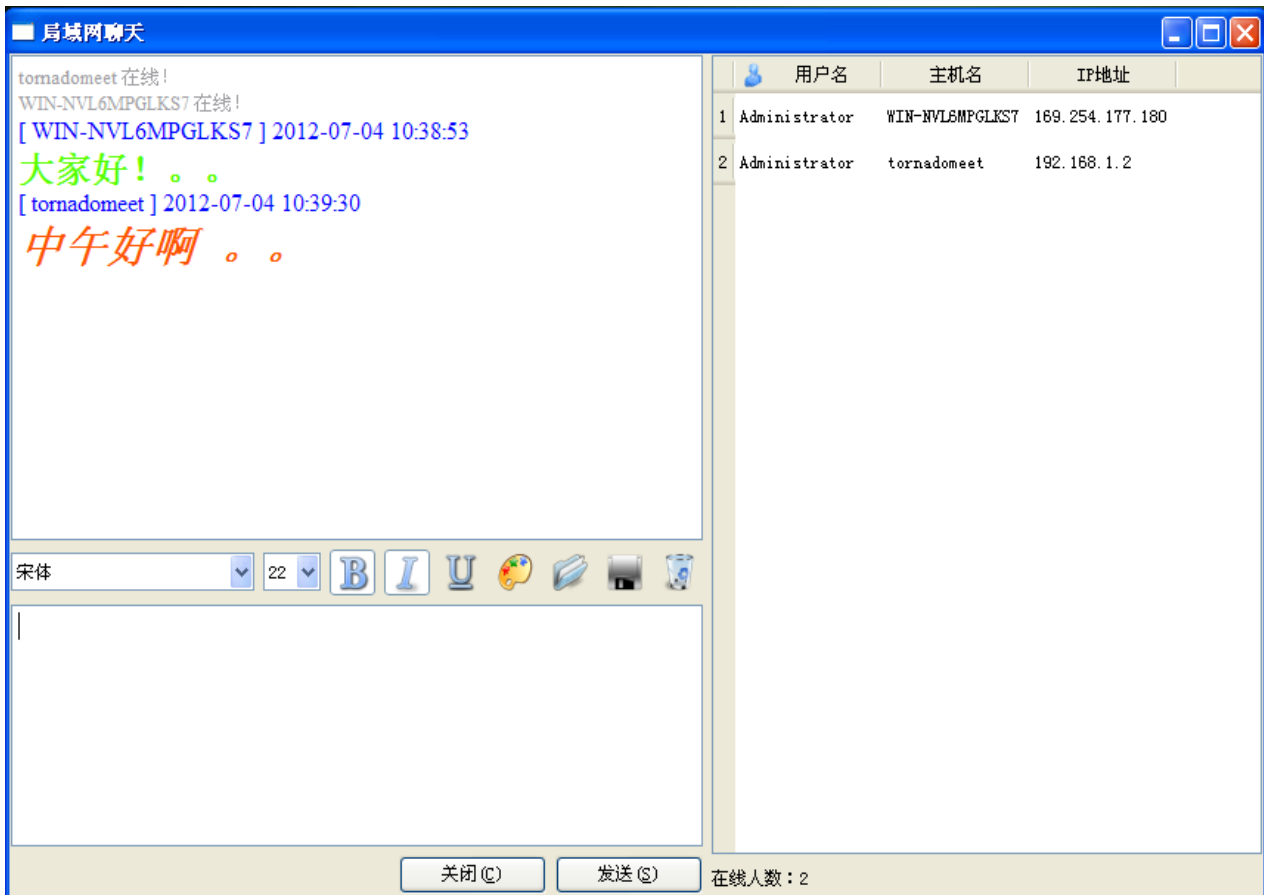 局域网聊天
tornadomeet 在线!
WIN-NVL6MPGLKS7 在线!
[ WIN-NVL6MPGLKS7 ] 2012-07-04 10:38:53
大家好！。。
[ tornadomeet ] 2012-07-04 10:39:30
中午好啊 。。
宋体 22 B I U
关闭(C) 发送(S)
用户名 主机名 IP地址
1 Administrator WIN-NVL6MPGLKS7 169.254.177.180
2 Administrator tornadomeet 192.168.1.2
在线人数：2